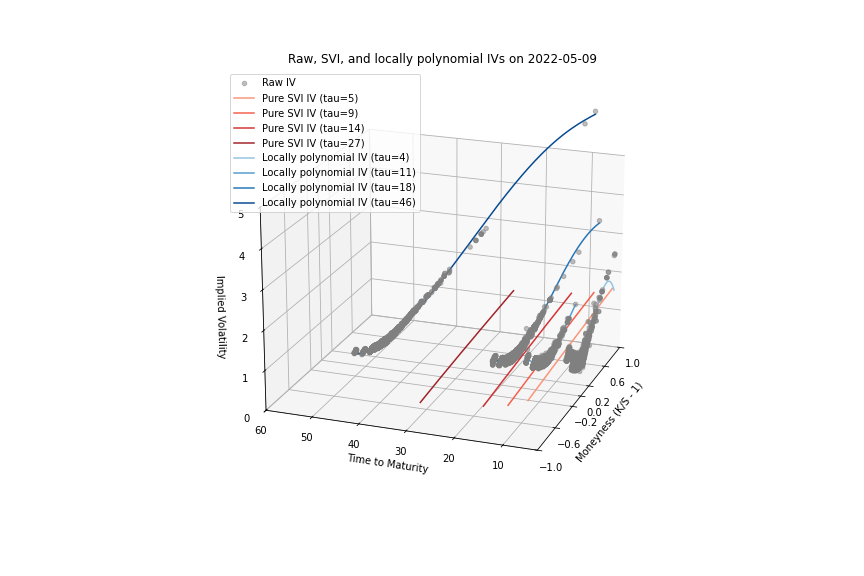 Raw, SVI, and locally polynomial IVs on 2022-05-09
Raw IV
Pure SVI IV (tau=5)
Pure SVI IV (tau=9)
Pure SVI IV (tau=14)
Pure SVI IV (tau=27)
Locally polynomial IV (tau=4)
Locally polynomial IV (tau=11)
Locally polynomial IV (tau=18)
Locally polynomial IV (tau=46)
5
4
3
2
1
0
Implied Volatility
60
50
40
30
20
10
Time to Maturity
1.0
0.6
0.2
0.0
−0.2
−0.6
−1.0
Moneyness (K/S - 1)